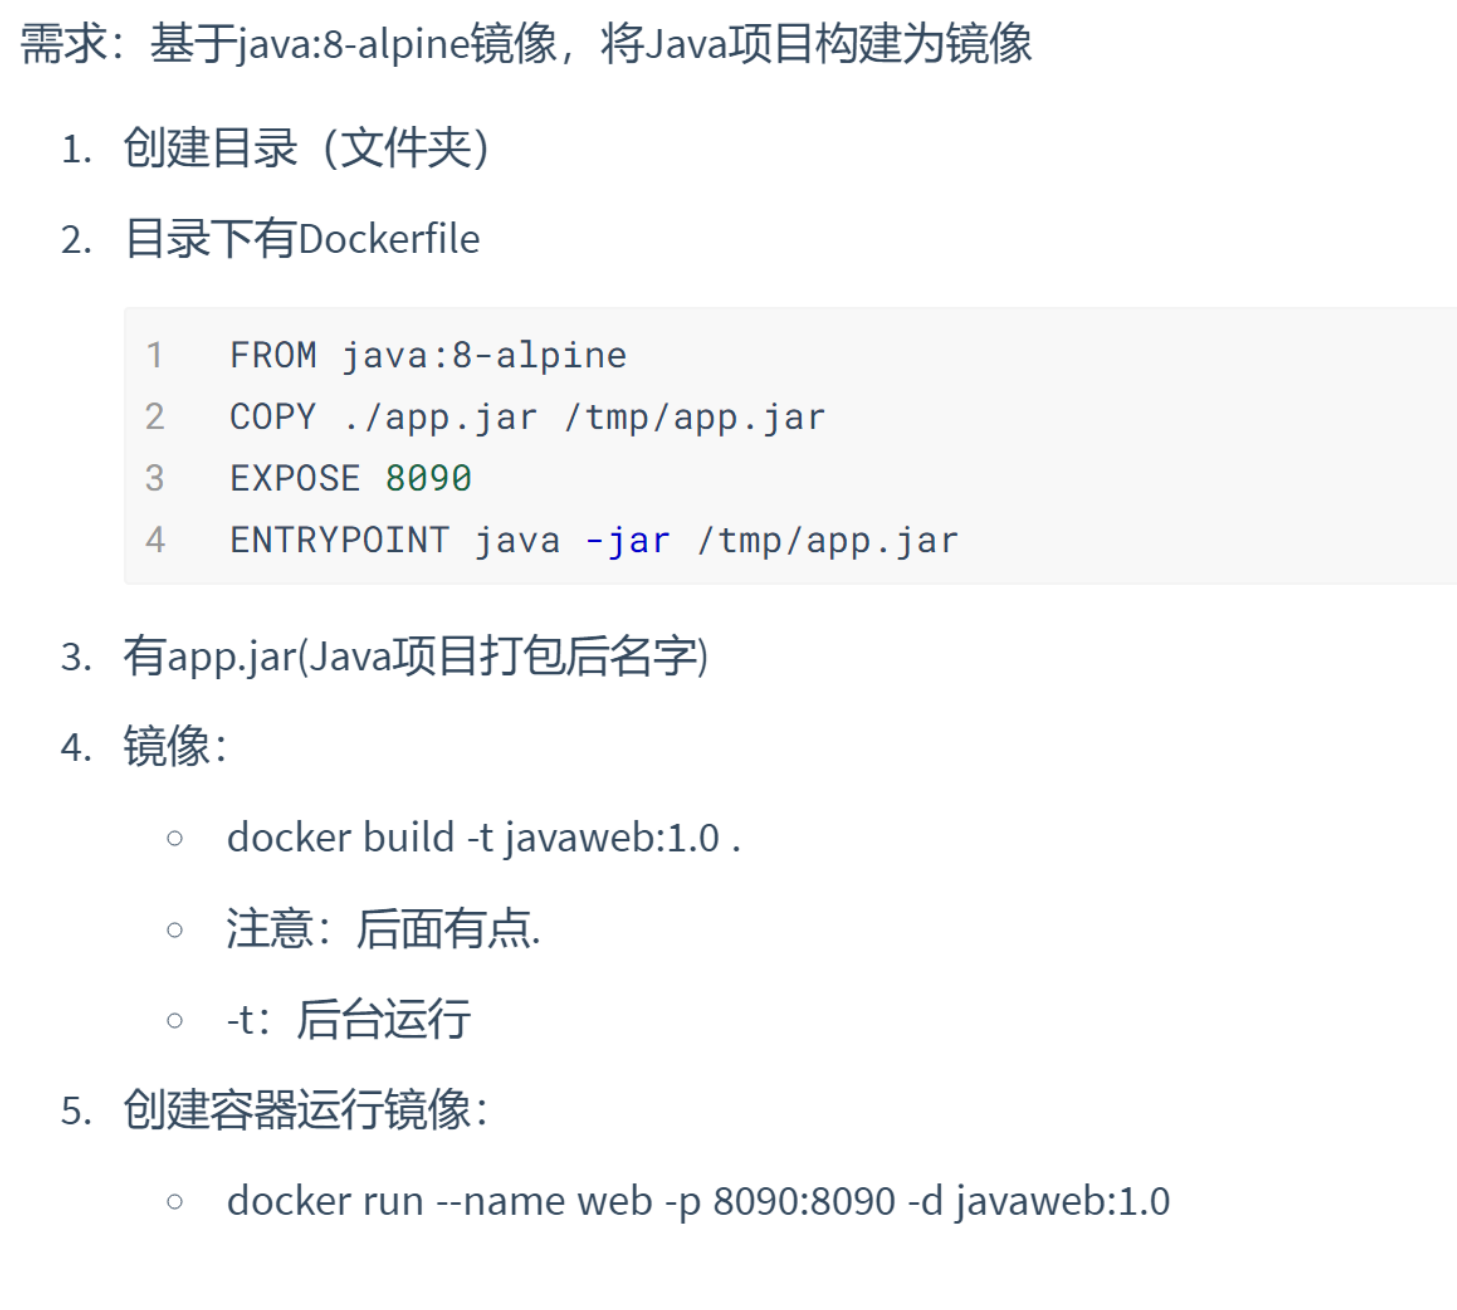 需求：基于java:8-alpine镜像，将Java项目构建为镜像
1. 创建目录（文件夹）
2. 目录下有Dockerfile
1 FROM java:8-alpine
2 COPY ./app.jar /tmp/app.jar
3 EXPOSE 8090
4 ENTRYPOINT java -jar /tmp/app.jar
3. 有app.jar(Java项目打包后名字)
4. 镜像：
docker build -t javaweb:1.0 .
注意：后面有点.
-t：后台运行
5. 创建容器运行镜像：
docker run --name web -p 8090:8090 -d javaweb:1.0